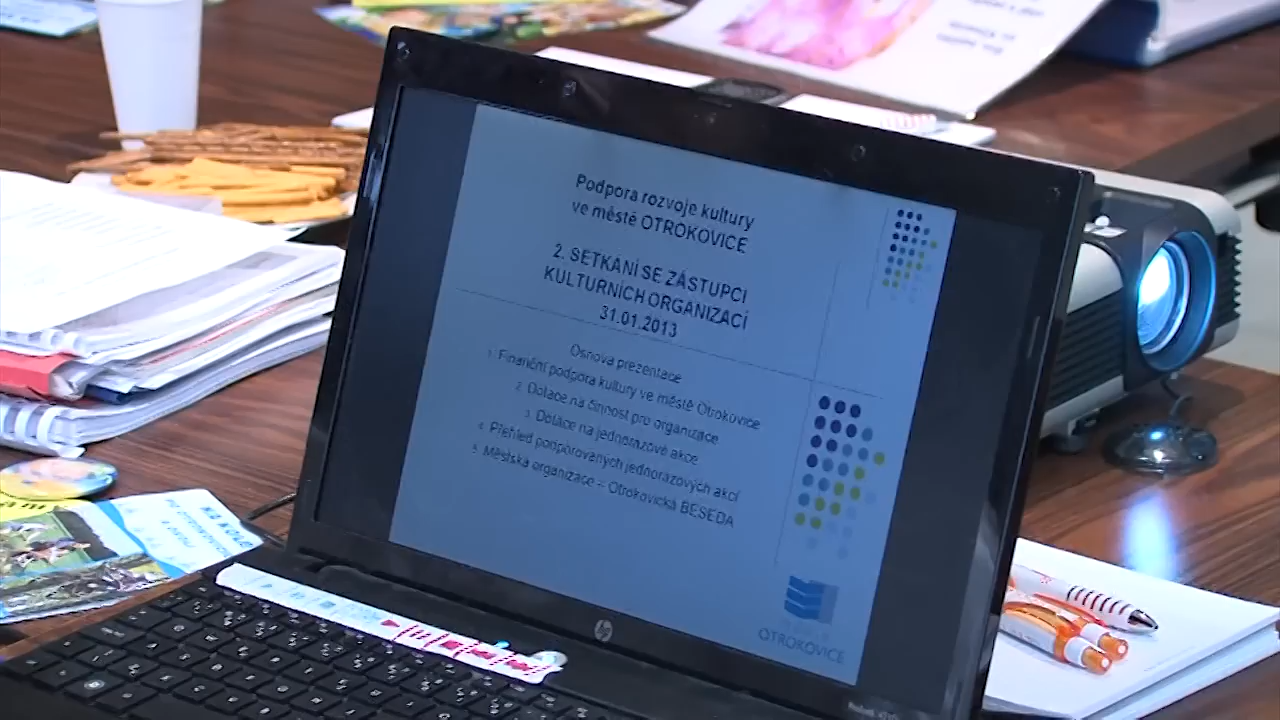 Podpora rozvoje kultury
ve městě OTROKOVICE
2. SETKÁNÍ SE ZÁSTUPCI
KULTURNÍCH ORGANIZACÍ
31.01.2013
Osnova prezentace
1. Finanční podpora kultury ve městě Otrokovice
2. Dotace na činnost pro organizace
3. Dotace na jednorázové akce
4. Přehled podporovaných jednorázových akcí
5. Městská organizace – Otrokovická BESEDA
OTROKOVICE
hp